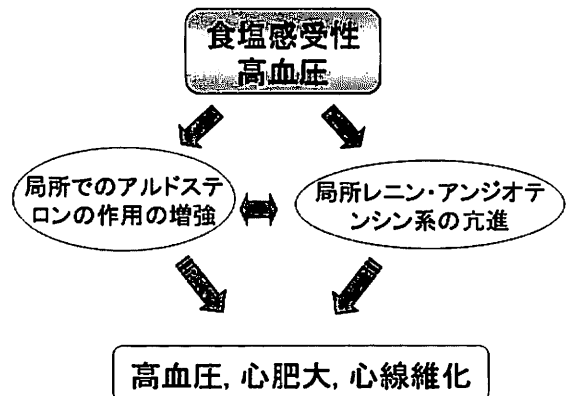 食塩感受性
高血圧
局所でのアルドステ
ロンの作用の増強
局所レニン・アンジオテ
ンシン系の亢進
高血圧, 心肥大, 心線維化